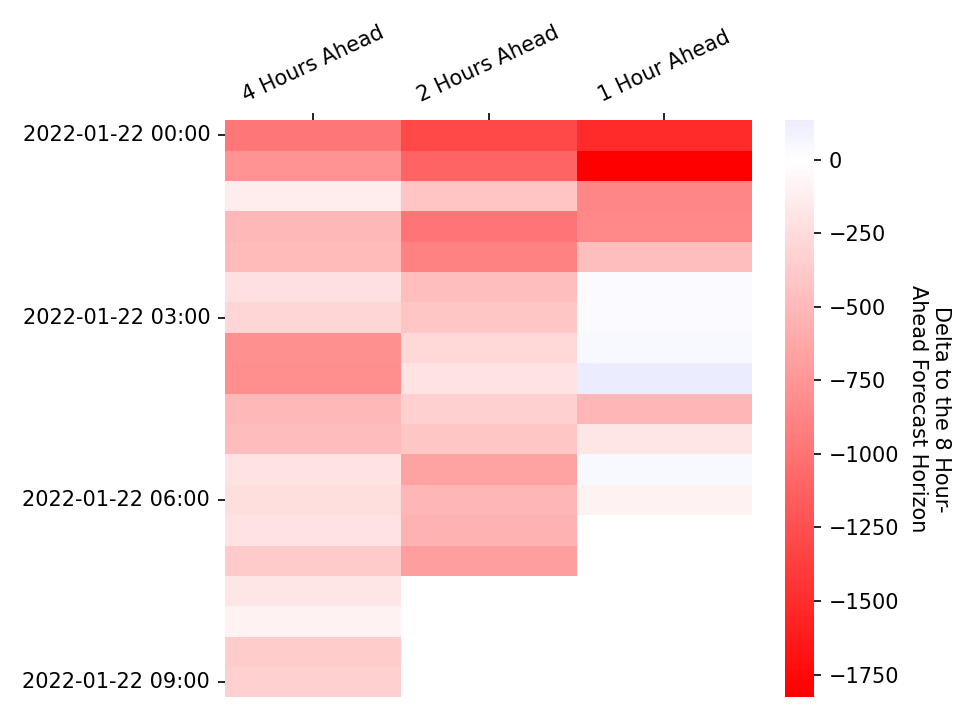 4 Hours Ahead
2 Hours Ahead
1 Hour Ahead
2022-01-22 00:00
2022-01-22 03:00
2022-01-22 06:00
2022-01-22 09:00
0
−250
−500
−750
−1000
−1250
−1500
−1750
Delta to the 8 Hour-
Ahead Forecast Horizon